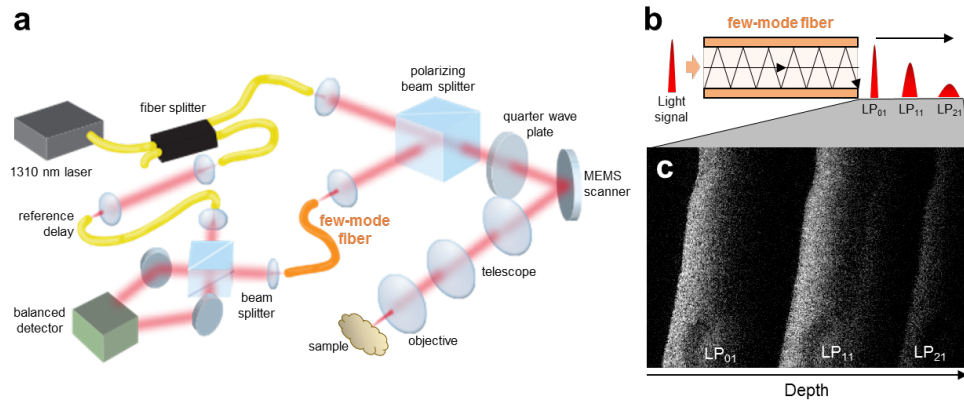 a
1310 nm laser
fiber splitter
polarizing
beam splitter
quarter wave
plate
MEMS
scanner
reference
delay
few-mode
fiber
telescope
beam
splitter
balanced
detector
sample
objective
b
few-mode fiber
Light
signal
LP₀₁
LP₁₁
LP₂₁
c
LP₀₁
LP₁₁
LP₂₁
Depth